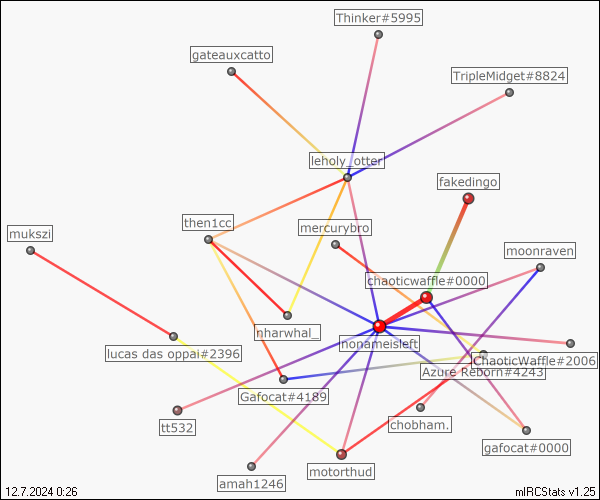 Thinker#5995
gateauxcatto
TripleMidget#8824
leholy_otter
fakedingo
then1cc
mercurybro
mukszi
moonraven
chaoticwaffle#0000
nharwhal_
nonameisleft
lucas das oppai#2396
ChaoticWaffle#2006
Azure Reborn#4243
Gafocat#4189
tt532
chobham.
gafocat#0000
motorthud
amah1246
12.7.2024 0:26
mIRCStats v1.25